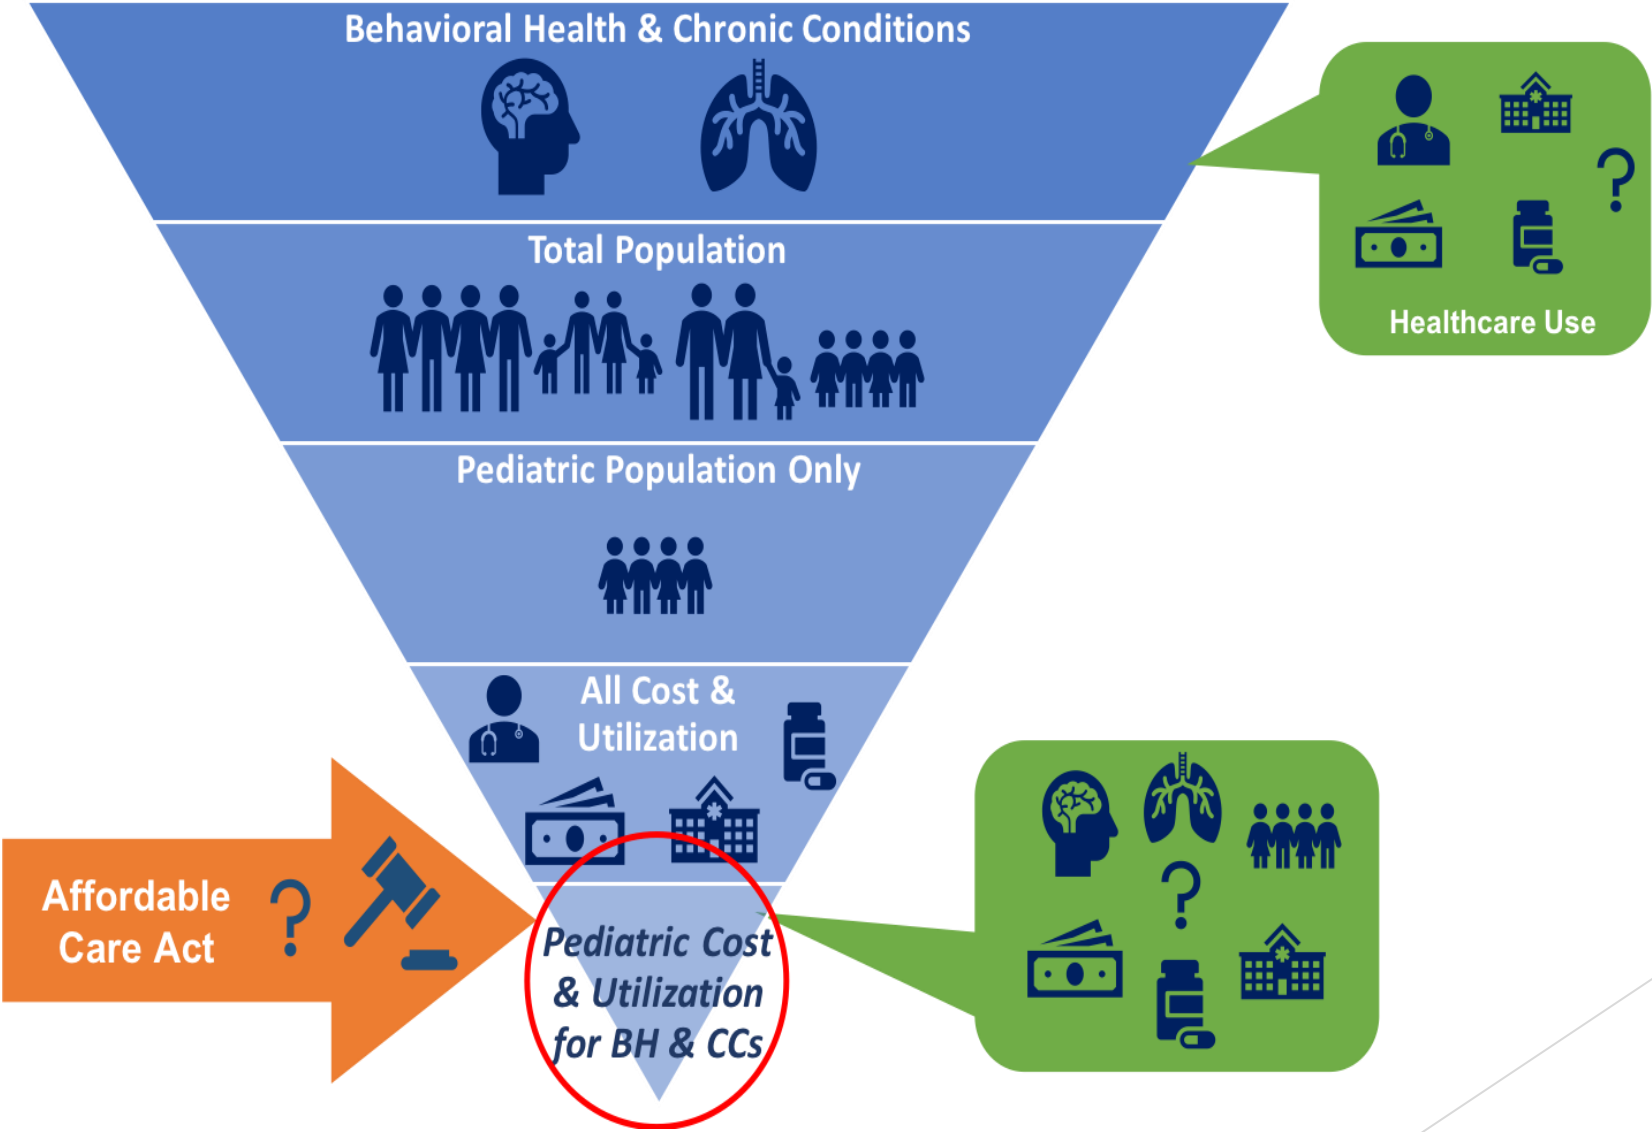 Behavioral Health & Chronic Conditions
Total Population
Healthcare Use
Pediatric Population Only
All Cost &
Utilization
Affordable
Care Act
?
Pediatric Cost
& Utilization
for BH & CCs
?
?